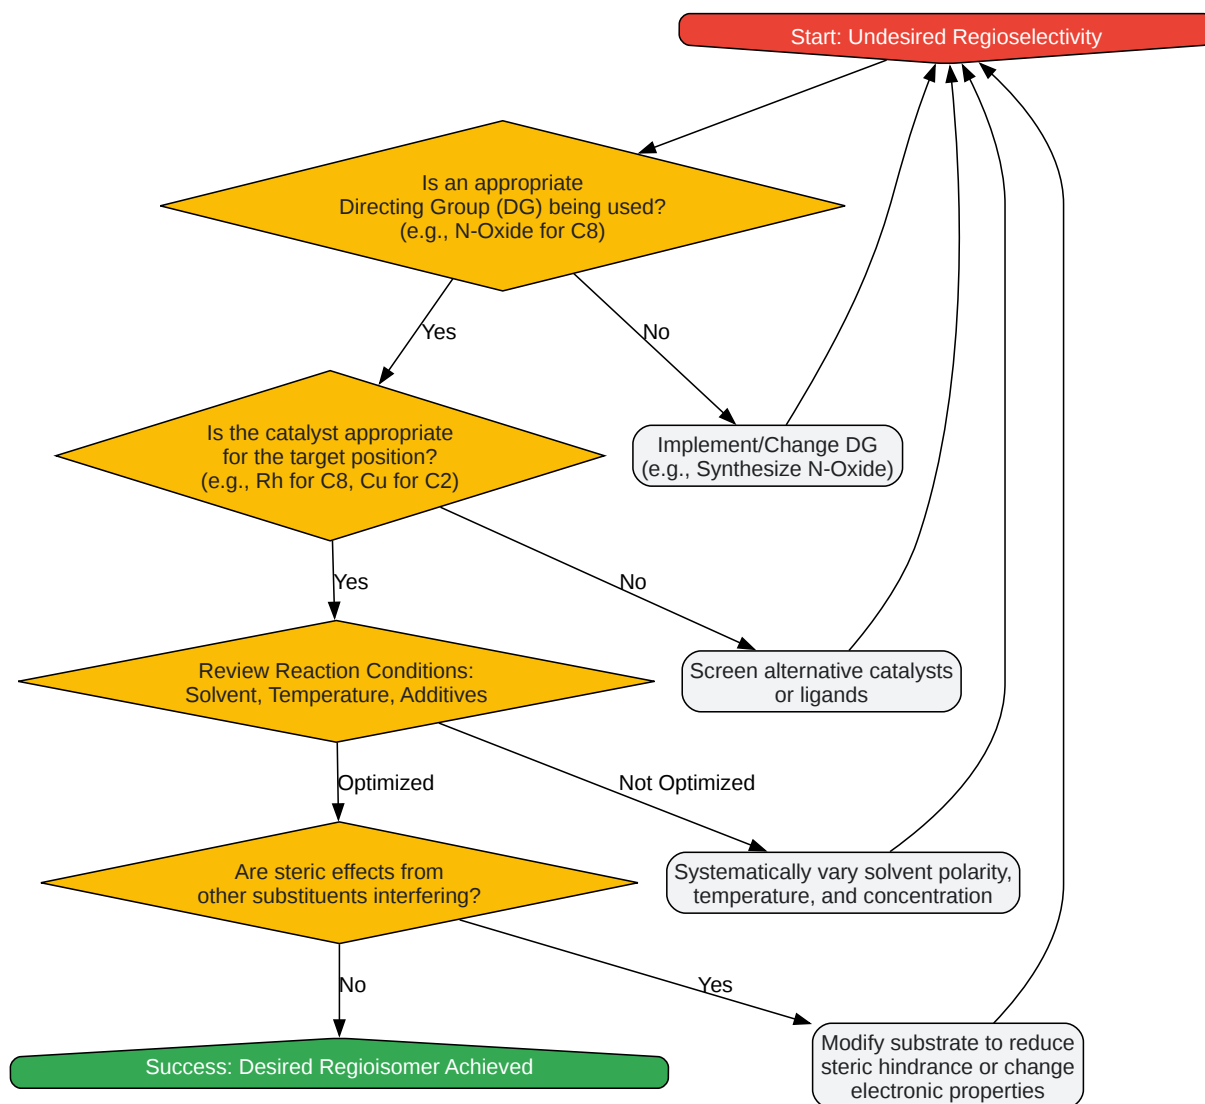 Start: Undesired Regioselectivity
Is an appropriate
Directing Group (DG) being used?
(e.g., N-Oxide for C8)
Yes
No
Is the catalyst appropriate
for the target position?
(e.g., Rh for C8, Cu for C2)
Implement/Change DG
(e.g., Synthesize N-Oxide)
Yes
No
Review Reaction Conditions:
Solvent, Temperature, Additives
Screen alternative catalysts
or ligands
Optimized
Not Optimized
Are steric effects from
other substituents interfering?
Systematically vary solvent polarity,
temperature, and concentration
No
Yes
Success: Desired Regioisomer Achieved
Modify substrate to reduce
steric hindrance or change
electronic properties